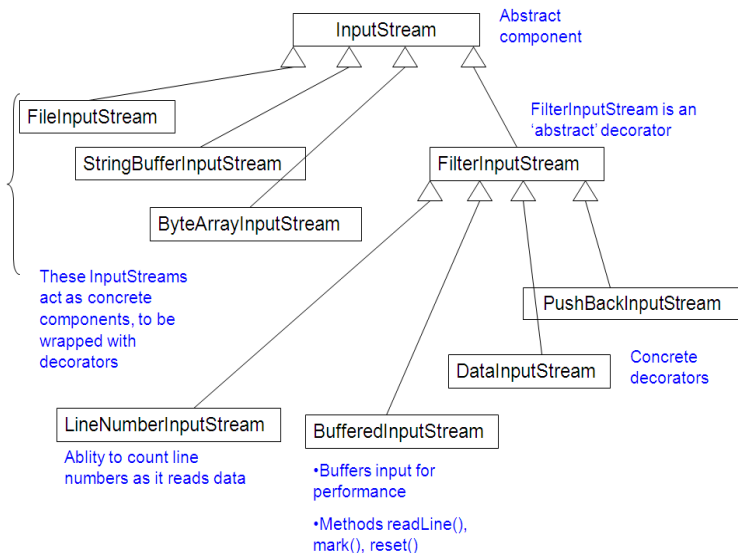 InputStream
Abstract
component
FileInputStream
FilterInputStream is an
‘abstract’ decorator
StringBufferInputStream
FilterInputStream
ByteArrayInputStream
These InputStreams
act as concrete
components, to be
wrapped with
decorators
PushBackInputStream
DataInputStream
Concrete
decorators
LineNumberInputStream
BufferedInputStream
Ablity to count line
numbers as it reads data
•Buffers input for
performance
•Methods readLine(),
mark(), reset()